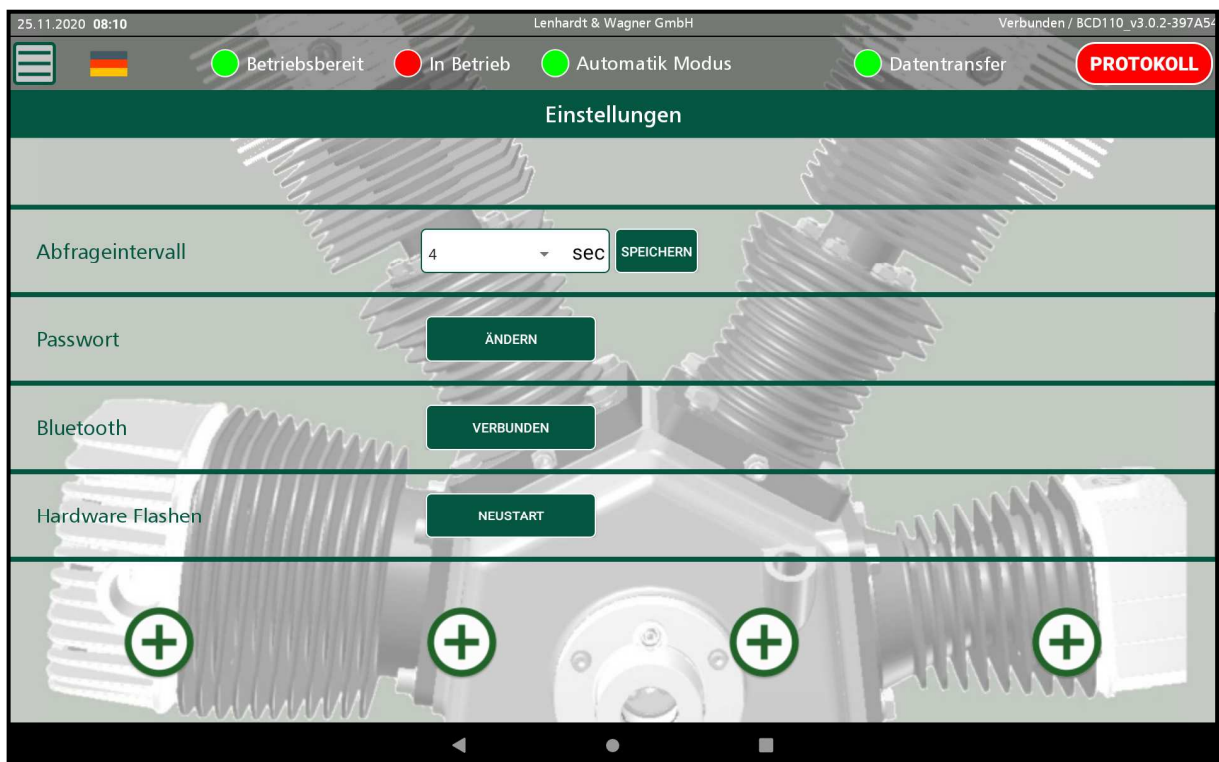 25.11.2020 08:10 Lenhardt & Wagner GmbH Verbunden / BCD110_v3.0.2-397A54
Betriebsbereit In Betrieb Automatik Modus Datentransfer PROTOKOLL
Einstellungen
Abfrageintervall 4 sec SPEICHERN
Passwort ÄNDERN
Bluetooth VERBUNDEN
Hardware Flashen NEUSTART